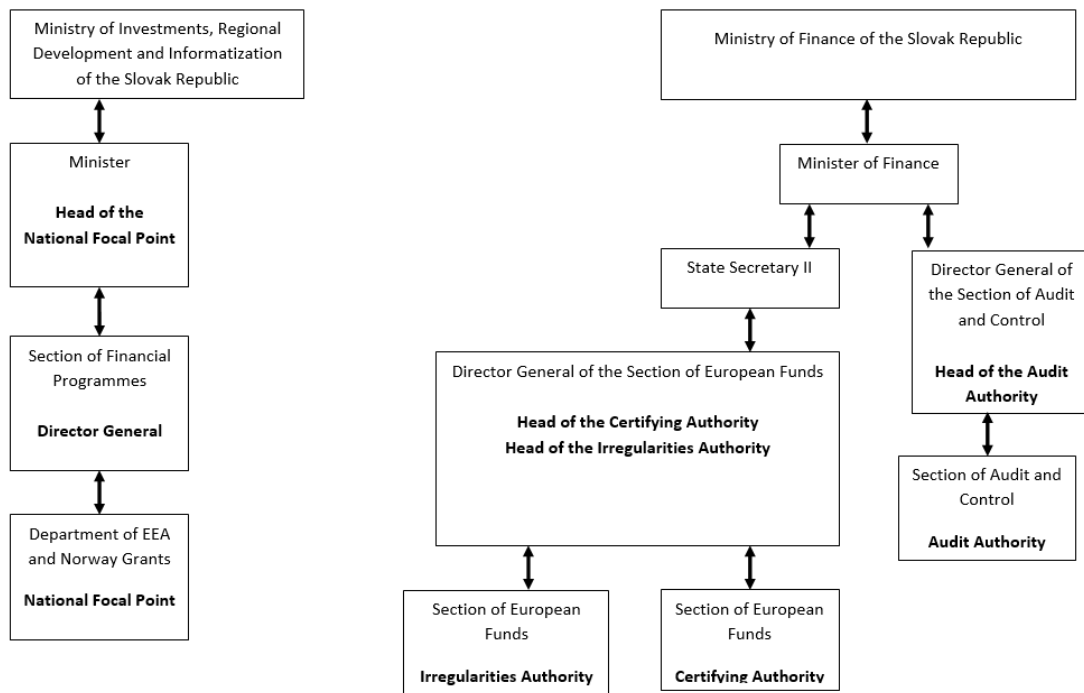 Ministry of Investments, Regional
Development and Informatization
of the Slovak Republic
Minister
Head of the
National Focal Point
Section of Financial
Programmes
Director General
Department of EEA
and Norway Grants
National Focal Point
Ministry of Finance of the Slovak Republic
Minister of Finance
State Secretary II
Director General of the Section of European Funds
Head of the Certifying Authority
Head of the Irregularities Authority
Section of European
Funds
Irregularities Authority
Section of European
Funds
Certifying Authority
Director General of
the Section of Audit
and Control
Head of the Audit
Authority
Section of Audit and
Control
Audit Authority